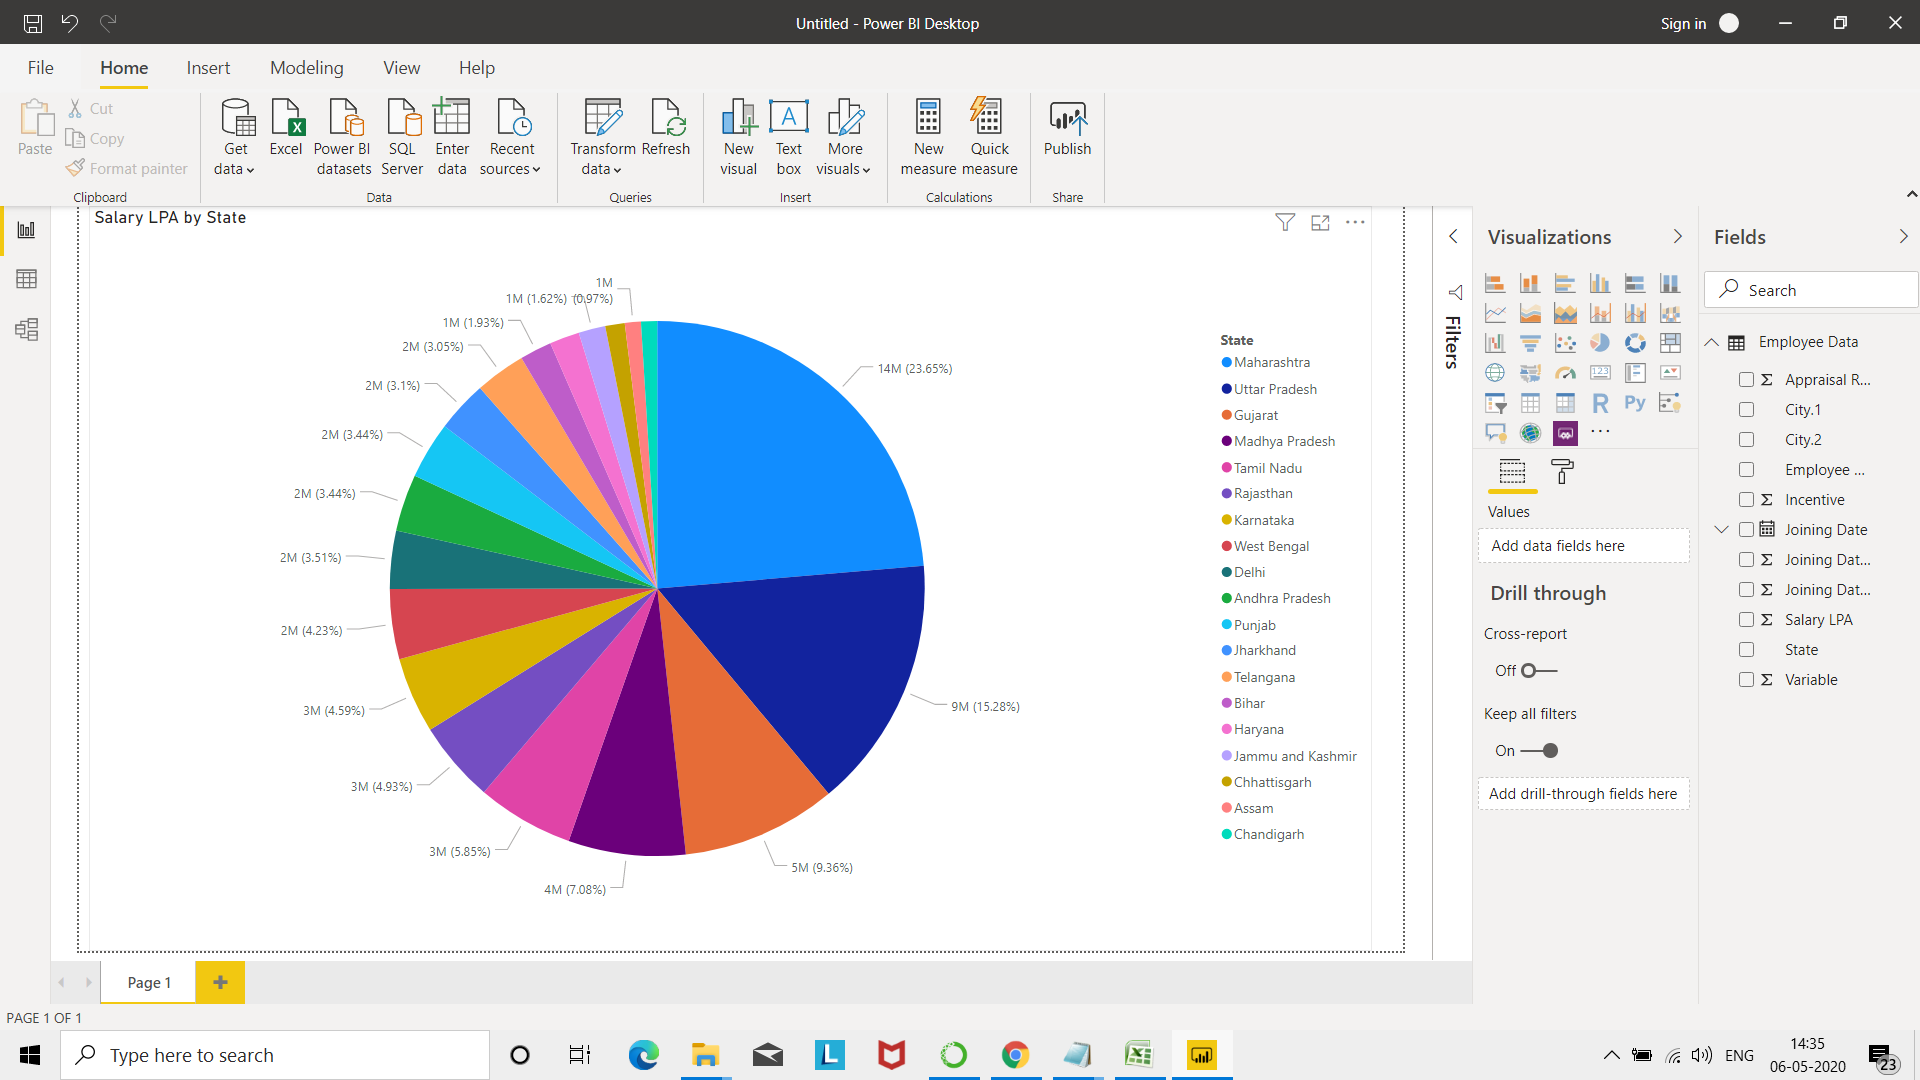 Untitled - Power BI Desktop
Sign in
File Home Insert Modeling View Help
Paste
Cut
Copy
Format painter
Clipboard
Get data
Excel
Power BI datasets
SQL Server
Enter data
Recent sources
Data
Transform data
Refresh
Queries
New visual
Text box
More visuals
Insert
New measure
Quick measure
Calculations
Publish
Share
Salary LPA by State
1M
1M (1.62%) (0.97%)
1M (1.93%)
2M (3.05%)
2M (3.1%)
2M (3.44%)
2M (3.44%)
2M (3.51%)
2M (4.23%)
3M (4.59%)
3M (4.93%)
3M (5.85%)
4M (7.08%)
5M (9.36%)
9M (15.28%)
14M (23.65%)
State
Maharashtra
Uttar Pradesh
Gujarat
Madhya Pradesh
Tamil Nadu
Rajasthan
Karnataka
West Bengal
Delhi
Andhra Pradesh
Punjab
Jharkhand
Telangana
Bihar
Haryana
Jammu and Kashmir
Chhattisgarh
Assam
Chandigarh
Filters
Visualizations
123
R
Py
Values
Add data fields here
Drill through
Cross-report
Off
Keep all filters
On
Add drill-through fields here
Fields
Search
Employee Data
Σ Appraisal R...
City.1
City.2
Employee ...
Σ Incentive
Joining Date
Σ Joining Dat...
Σ Joining Dat...
Σ Salary LPA
State
Σ Variable
Page 1
PAGE 1 OF 1
Type here to search
L
ENG
14:35
06-05-2020
23